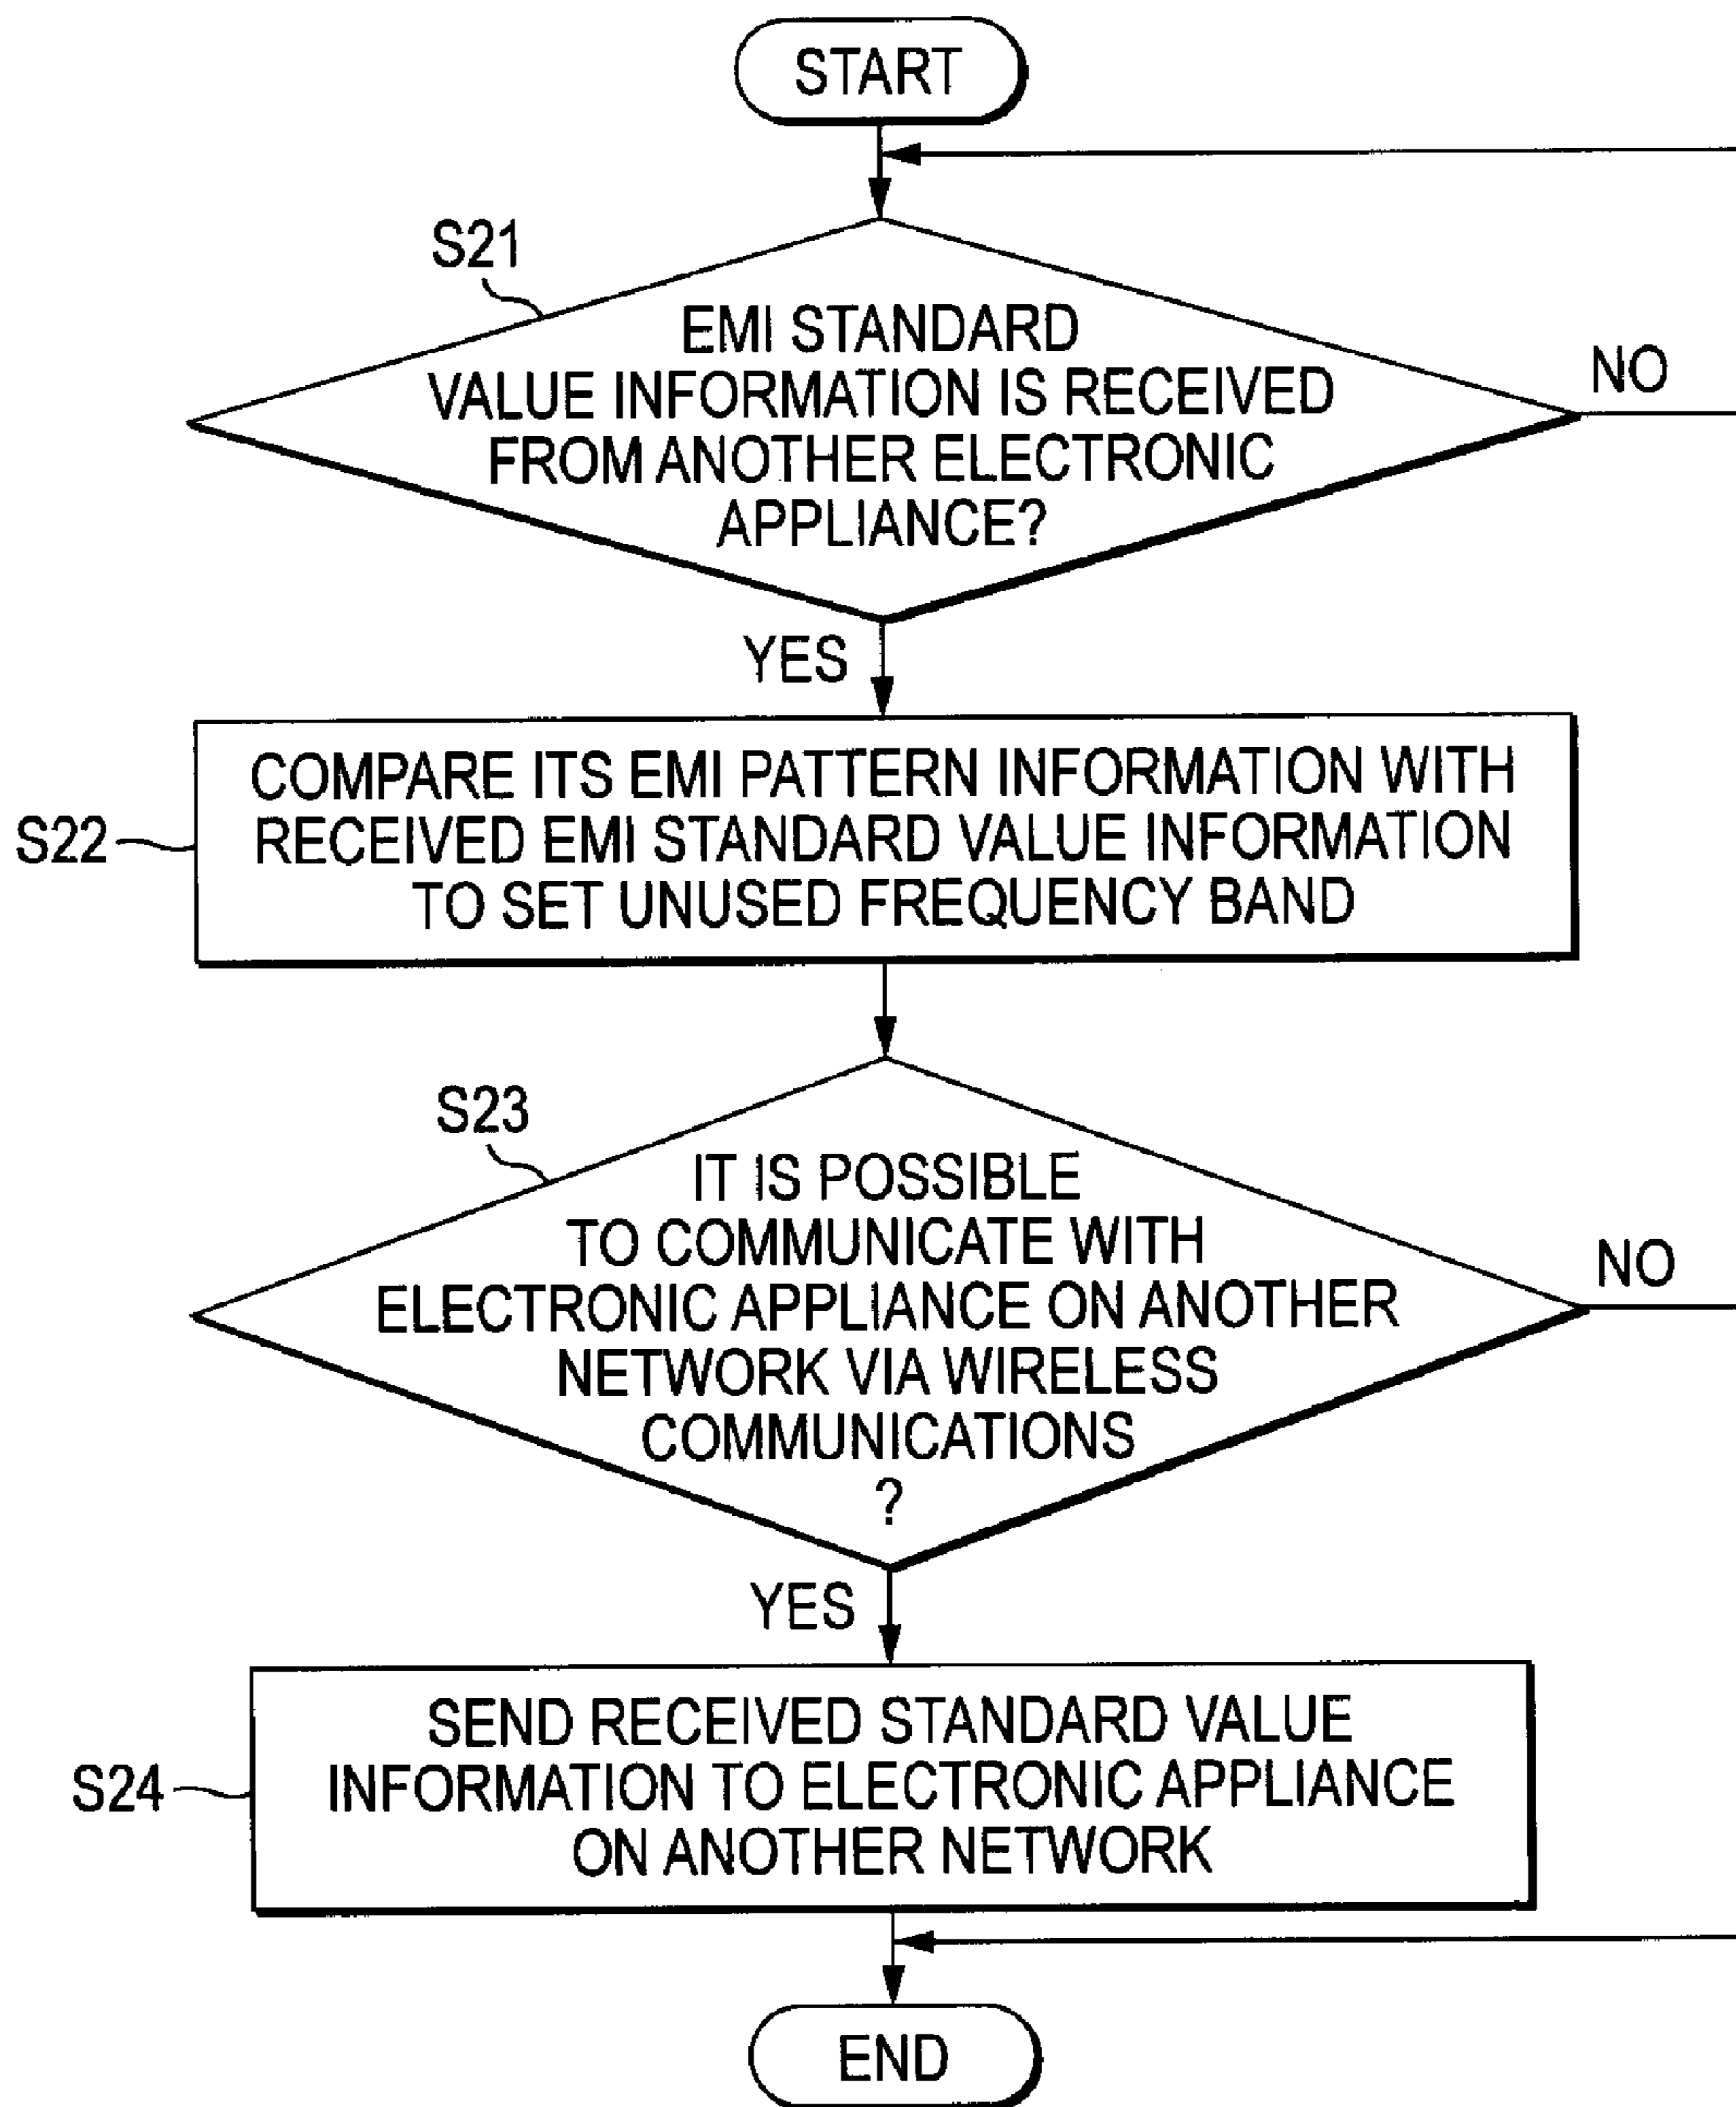 START
S21
EMI STANDARD
VALUE INFORMATION IS RECEIVED
FROM ANOTHER ELECTRONIC
APPLIANCE?
NO
YES
S22
COMPARE ITS EMI PATTERN INFORMATION WITH
RECEIVED EMI STANDARD VALUE INFORMATION
TO SET UNUSED FREQUENCY BAND
S23
IT IS POSSIBLE
TO COMMUNICATE WITH
ELECTRONIC APPLIANCE ON ANOTHER
NETWORK VIA WIRELESS
COMMUNICATIONS
?
NO
YES
S24
SEND RECEIVED STANDARD VALUE
INFORMATION TO ELECTRONIC APPLIANCE
ON ANOTHER NETWORK
END